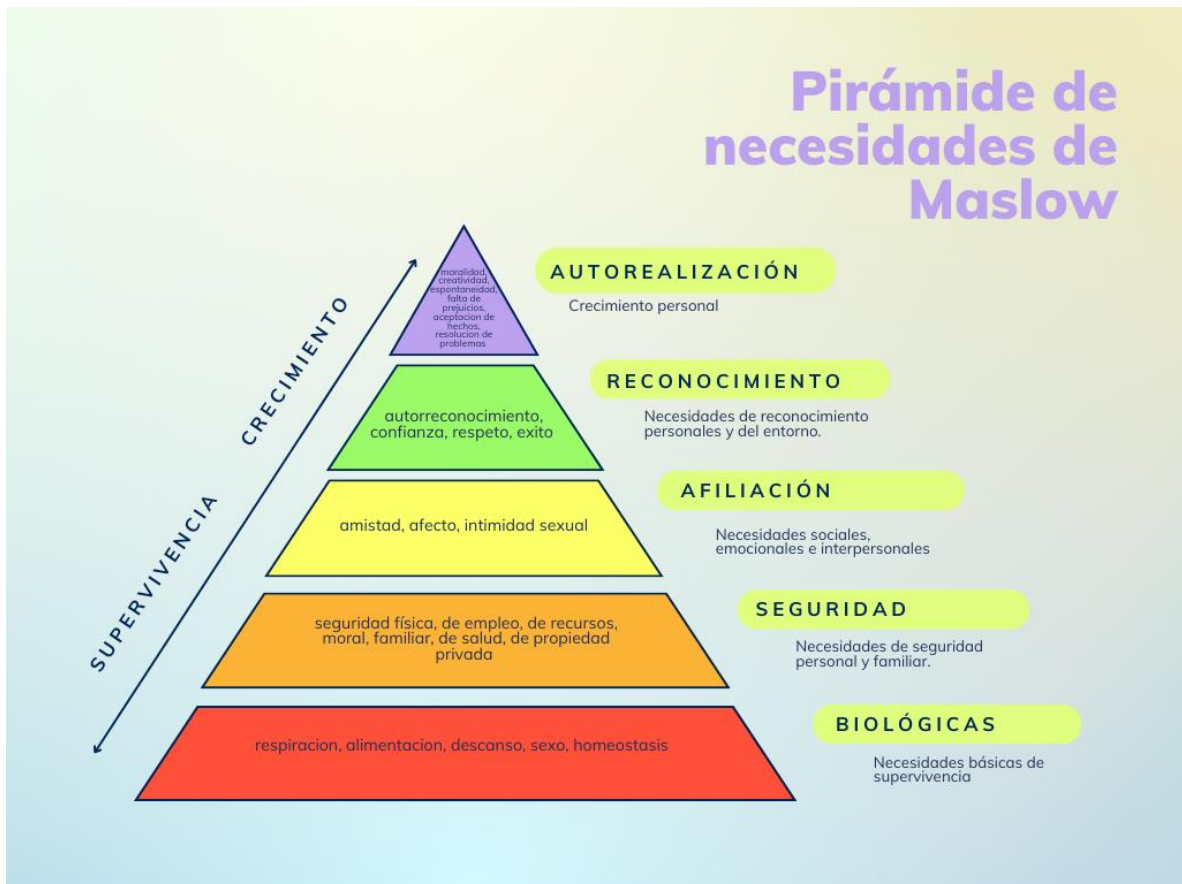 Pirámide de
necesidades de
Maslow
moralidad,
creatividad,
espontaneidad,
falta de
prejuicios,
aceptacion de
hechos,
resolucion de
problemas
AUTOREALIZACIÓN
Crecimiento personal
CRECIMIENTO
autorreconocimiento,
confianza, respeto, exito
RECONOCIMIENTO
Necesidades de reconocimiento
personales y del entorno.
amistad, afecto, intimidad sexual
AFILIACIÓN
Necesidades sociales,
emocionales e interpersonales
SUPERVIVENCIA
seguridad física, de empleo, de recursos,
moral, familiar, de salud, de propiedad
privada
SEGURIDAD
Necesidades de seguridad
personal y familiar.
respiracion, alimentacion, descanso, sexo, homeostasis
BIOLÓGICAS
Necesidades básicas de
supervivencia